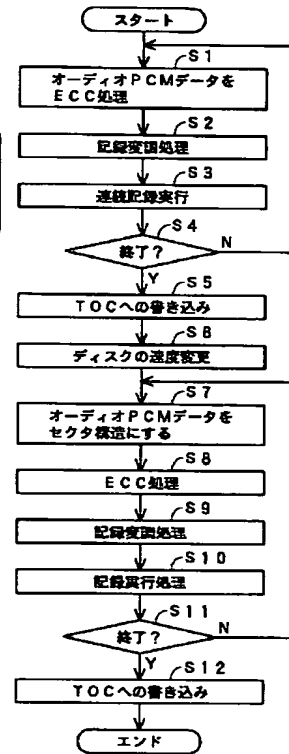 スタート
S1
オーディオPCMデータを
ECC処理
S2
記録変調処理
S3
連続記録実行
S4
終了?
N
Y
S5
TOCへの書き込み
S6
ディスクの速度変更
S7
オーディオPCMデータを
セクタ構造にする
S8
ECC処理
S9
記録変調処理
S10
記録実行処理
S11
終了?
N
Y
S12
TOCへの書き込み
エンド